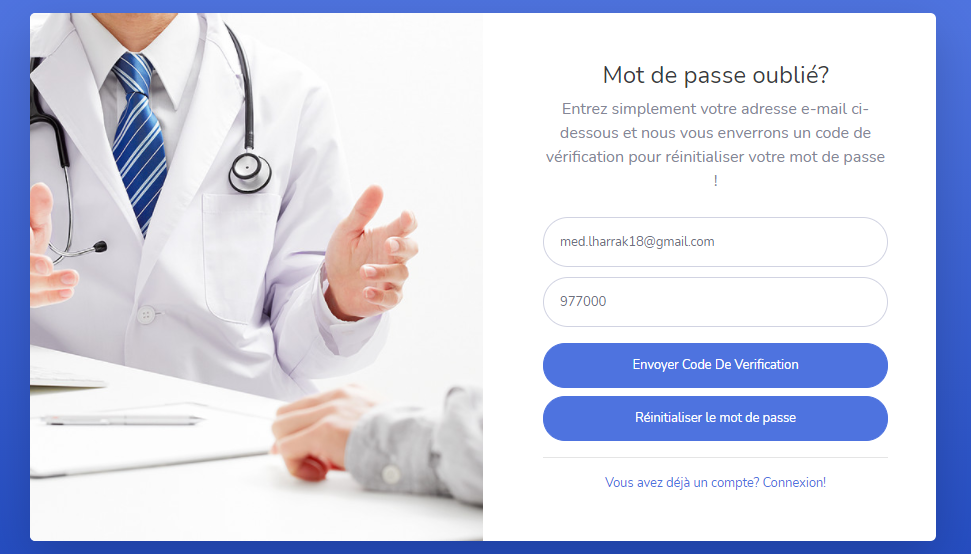 Mot de passe oublié?
Entrez simplement votre adresse e-mail ci-
dessous et nous vous enverrons un code de
vérification pour réinitialiser votre mot de passe
!
med.lharrak18@gmail.com
977000
Envoyer Code De Verification
Réinitialiser le mot de passe
Vous avez déjà un compte? Connexion!